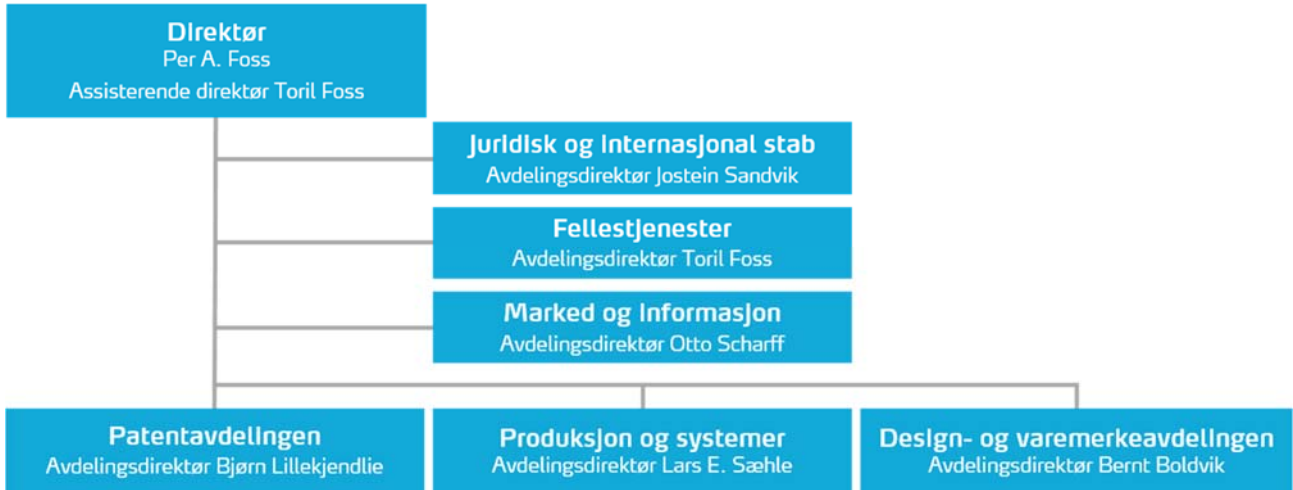 Direktør
Per A. Foss
Assisterende direktør Toril Foss
Juridisk og internasjonal stab
Avdelingsdirektør Jostein Sandvik
Fellestjenester
Avdelingsdirektør Toril Foss
Marked og informasjon
Avdelingsdirektør Otto Scharff
Patentavdelingen
Avdelingsdirektør Bjørn Lillekjendlie
Produksjon og systemer
Avdelingsdirektør Lars E. Sæhle
Design- og varemerkeavdelingen
Avdelingsdirektør Bernt Boldvik